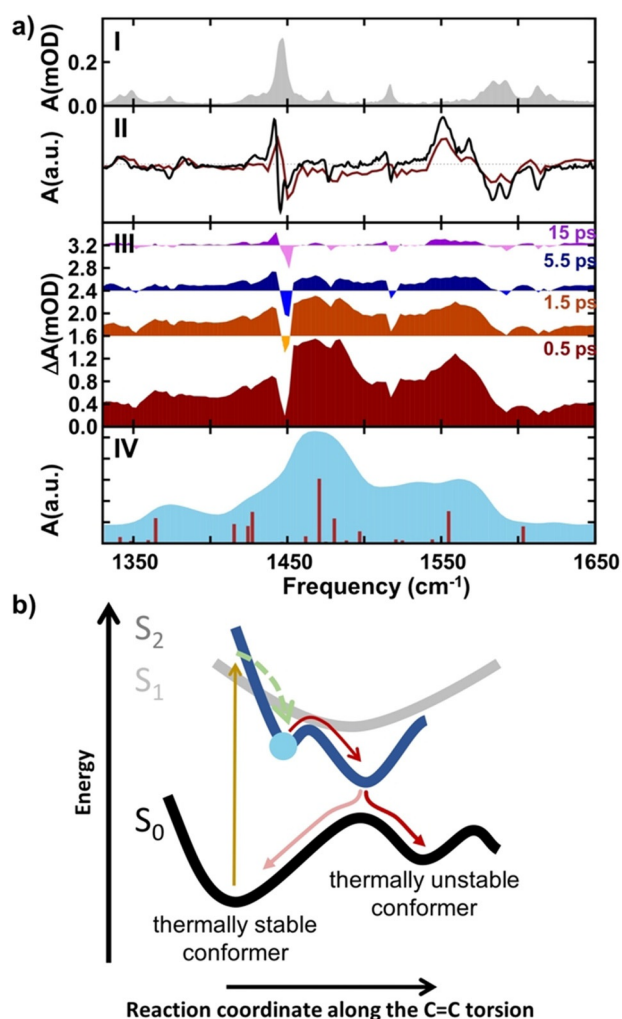 a)
I
0.2
0.0
A(mOD)
II
A(a.u.)
III
15 ps
3.2
5.5 ps
2.8
2.4
1.5 ps
2.0
1.6
0.5 ps
1.2
0.8
0.4
0.0
ΔA(mOD)
IV
A(a.u.)
1350 1450 1550 1650
Frequency (cm-1)
b)
S2
S1
S0
Energy
thermally unstable
conformer
thermally stable
conformer
Reaction coordinate along the C=C torsion